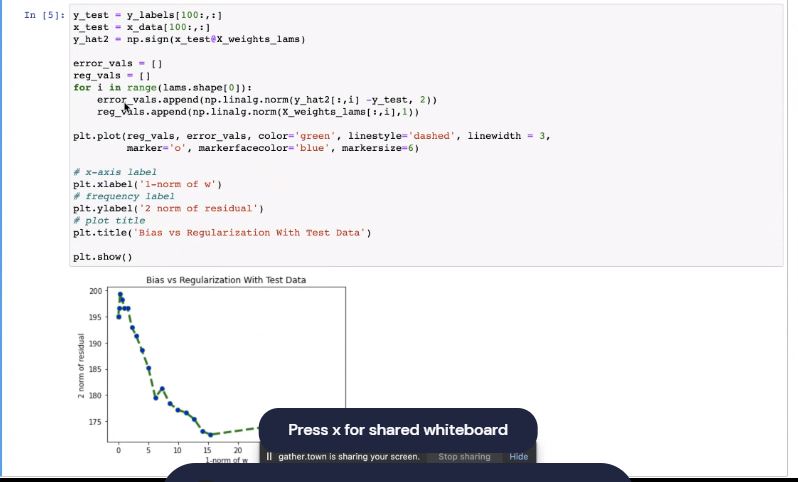 In [5]: y_test = y_labels[100:,:]
x_test = x_data[100:,:]
y_hat2 = np.sign(x_test@X_weights_lams)
error_vals = []
reg_vals = []
for i in range(lams.shape[0]):
error_vals.append(np.linalg.norm(y_hat2[:,i] -y_test, 2))
reg_vals.append(np.linalg.norm(X_weights_lams[:,i],1))
plt.plot(reg_vals, error_vals, color='green', linestyle='dashed', linewidth = 3,
marker='o', markerfacecolor='blue', markersize=6)
# x-axis label
plt.xlabel('1-norm of w')
# frequency label
plt.ylabel('2 norm of residual')
# plot title
plt.title('Bias vs Regularization With Test Data')
plt.show()
Bias vs Regularization With Test Data
200
195
190
185
180
175
2 norm of residual
0 5 10 15 20
1-norm of w
Press x for shared whiteboard
gather.town is sharing your screen. Stop sharing Hide